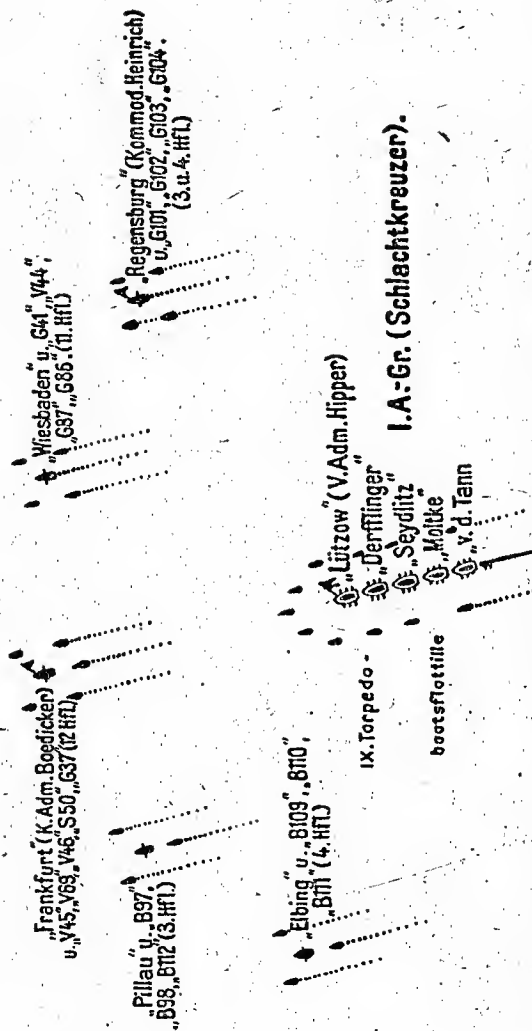 „Frankfurt“ (K.Adm.Boedicker)
u.„V45“,„V69“,„V46“,„S50“,„G37“(12 Hfl.)
„Wiesbaden“ u.„G41“,„V44“,
„G87“,„G86“.(11.Hfl.)
„Regensburg“ (Kommod.Heinrich)
u.„G101“,„G102“,„G103“,„G104“.
(3.u.4.Hfl.)
„Pillau“ u.„B97“,
„B98“,„B112“(3.Hfl.)
„Elbing“ u.„B109“,„B110“,
„B111“ (4.Hfl.)
IX.Torpedo-
bootsflottille
„Lützow“ (V.Adm.Hipper)
„Derfflinger“
„Seydlitz“
„Moltke“
„v.d.Tann“
I.A.-Gr.(Schlachtkreuzer).